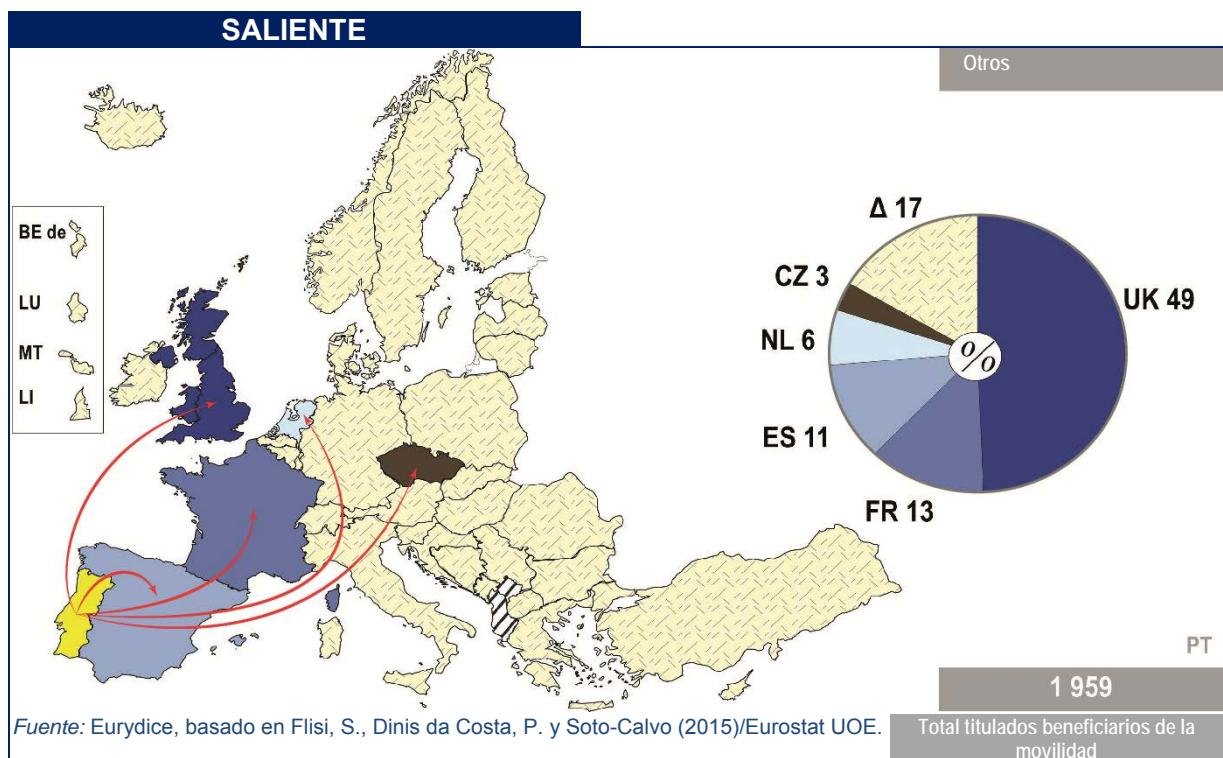 SALIENTE
Otros
BE de
LU
MT
LI
Δ 17
CZ 3
NL 6
ES 11
FR 13
UK 49
%
PT
1 959
Total titulados beneficiarios de la
movilidad
Fuente: Eurydice, basado en Flisi, S., Dinis da Costa, P. y Soto-Calvo (2015)/Eurostat UOE.